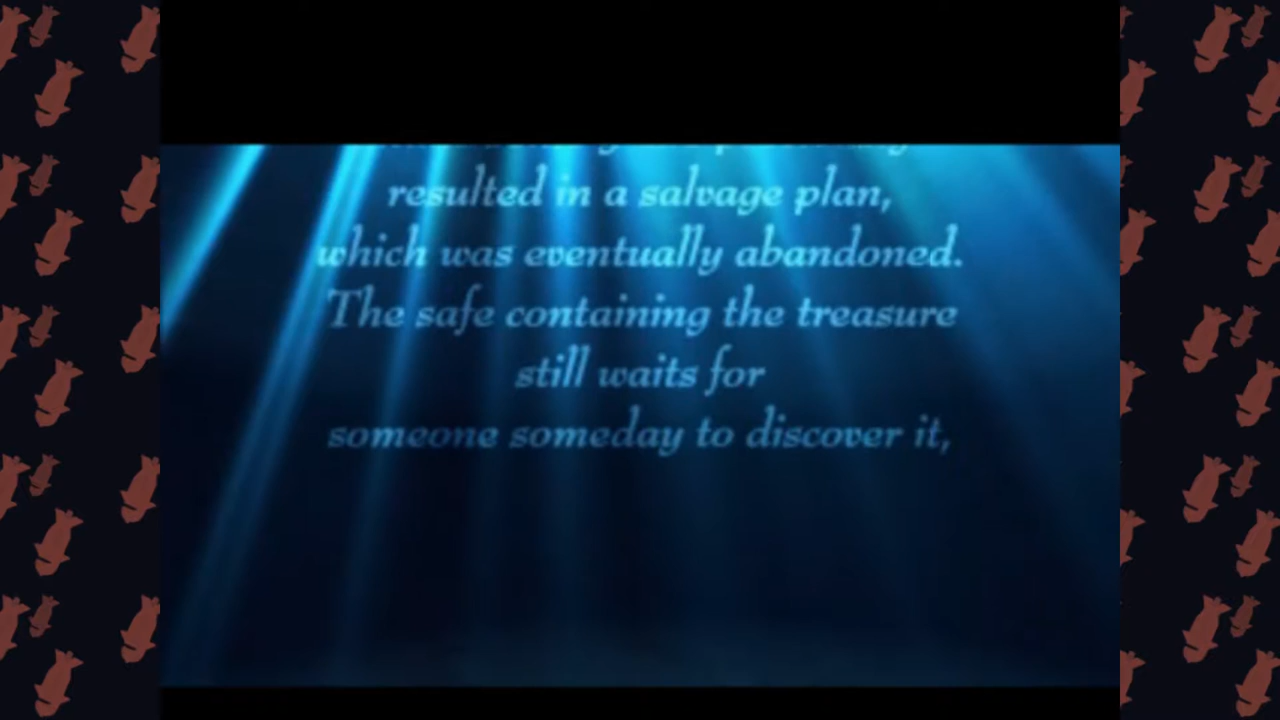 resulted in a salvage plan,
which was eventually abandoned.
The safe containing the treasure
still waits for
someone someday to discover it,